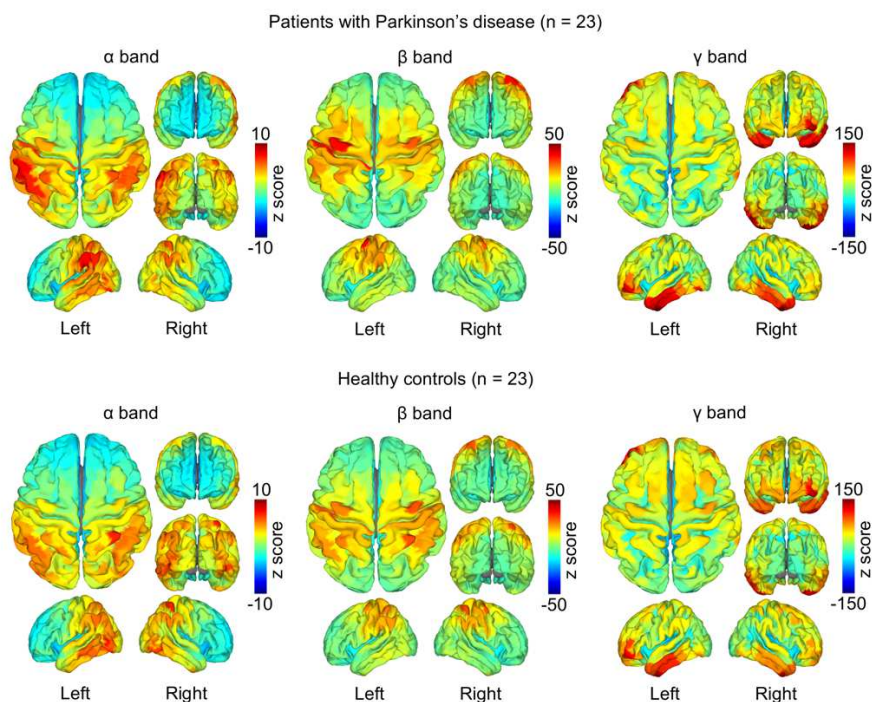 Patients with Parkinson's disease (n = 23)
α band
β band
γ band
10
z score
-10
50
z score
-50
150
z score
-150
Left
Right
Left
Right
Left
Right
Healthy controls (n = 23)
α band
β band
γ band
10
z score
-10
50
z score
-50
150
z score
-150
Left
Right
Left
Right
Left
Right